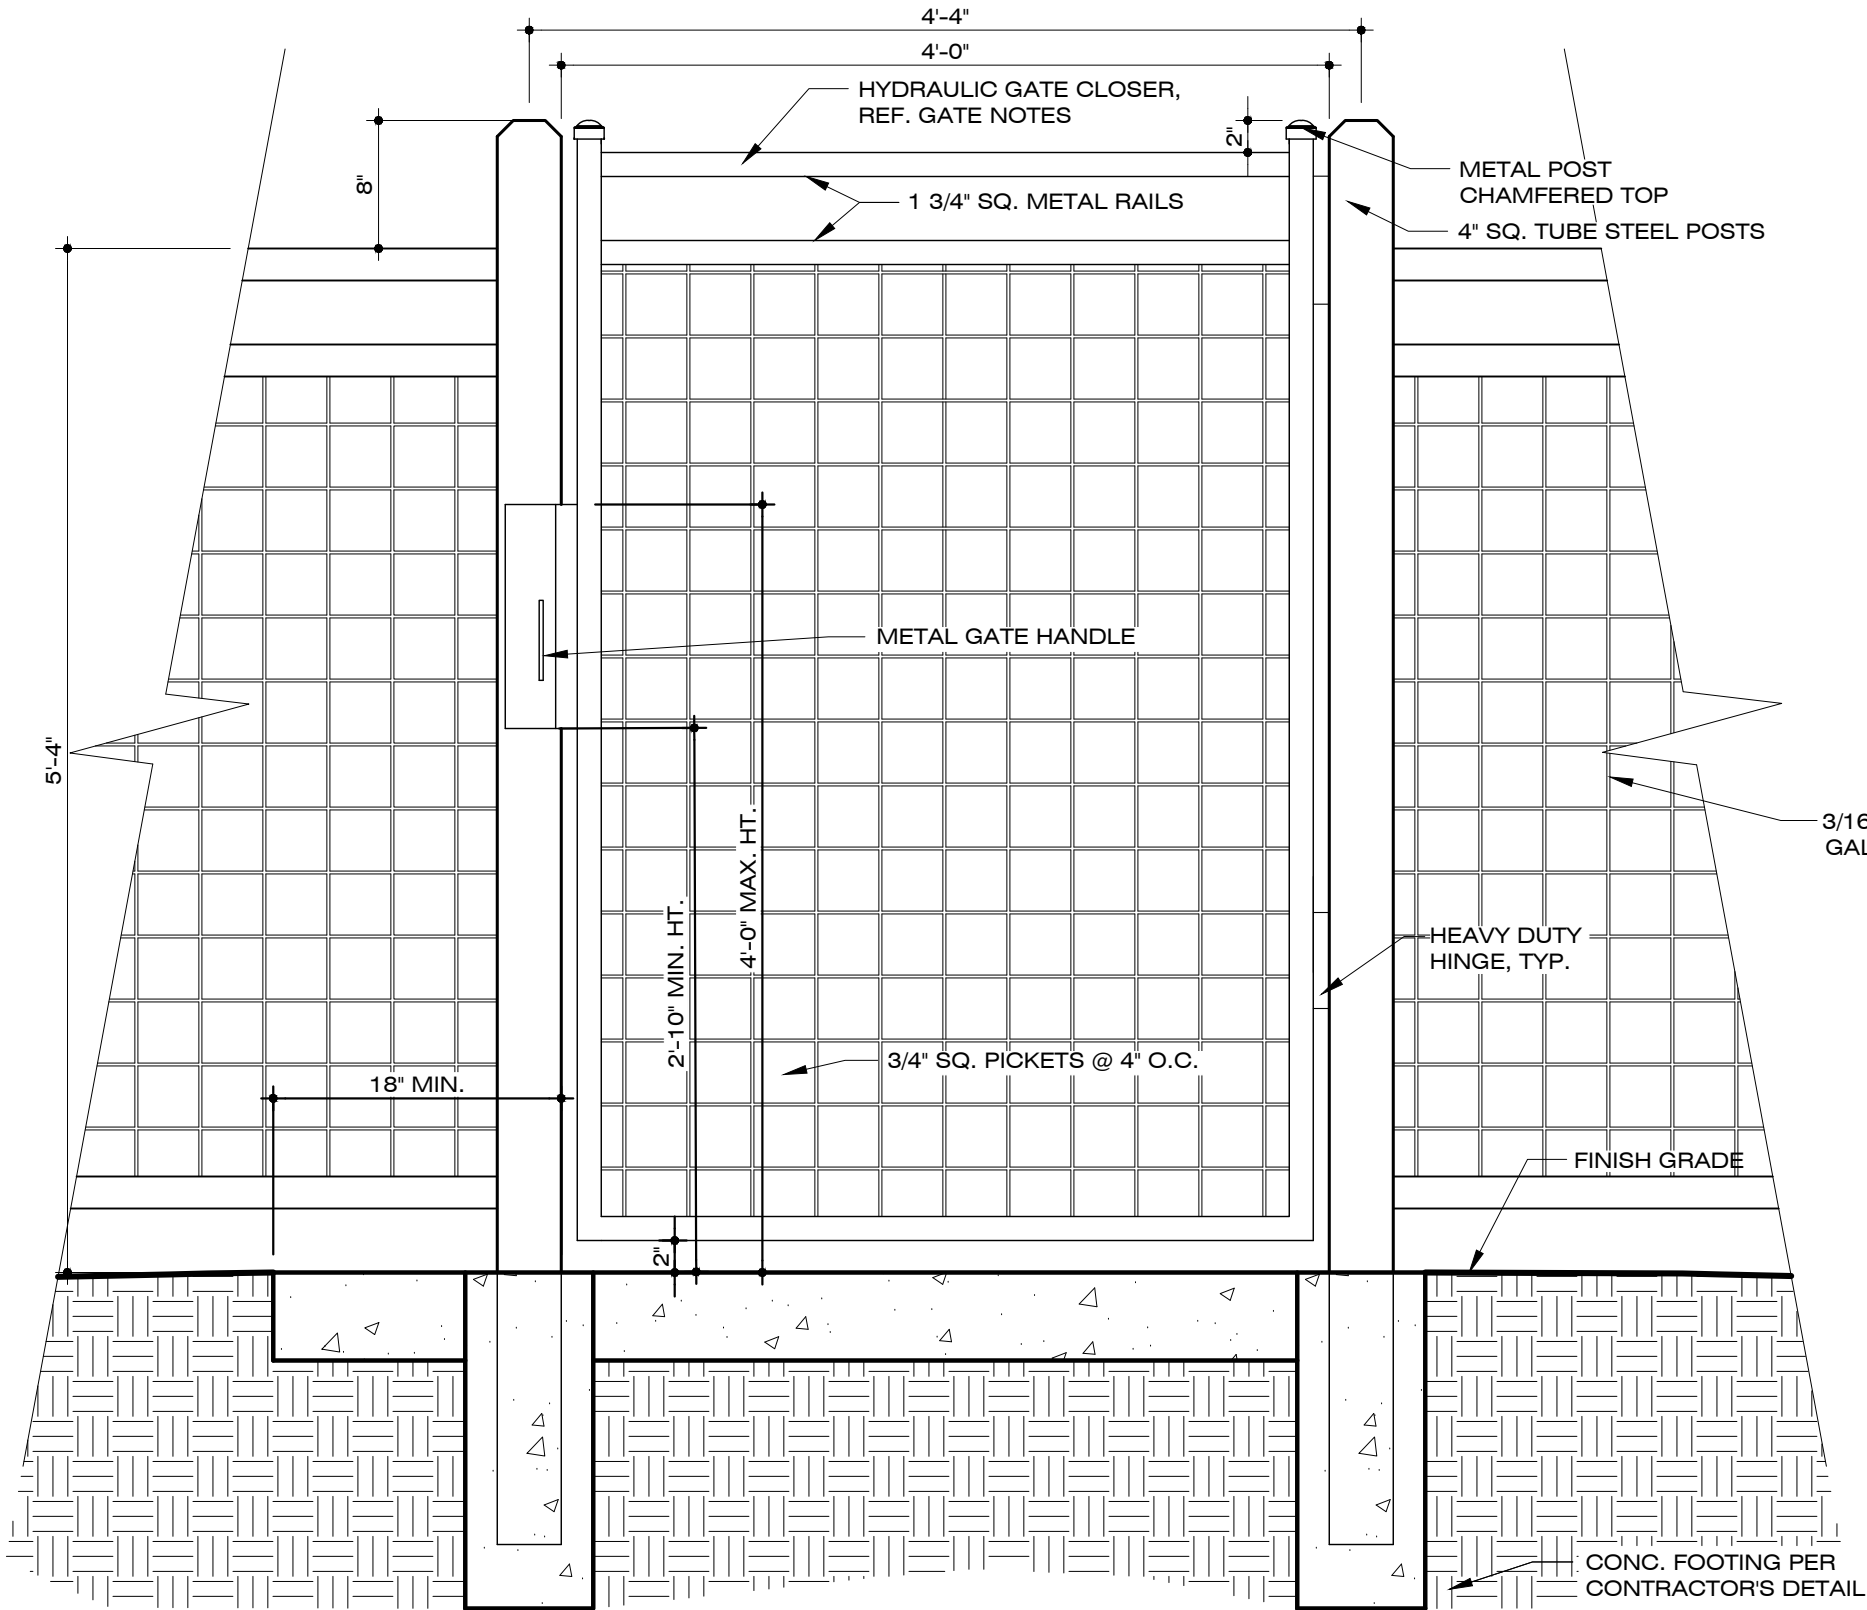 4'-4"
4'-0"
HYDRAULIC GATE CLOSER,
REF. GATE NOTES
2"
8"
METAL POST
CHAMFERED TOP
1 3/4" SQ. METAL RAILS
4" SQ. TUBE STEEL POSTS
METAL GATE HANDLE
5'-4"
3/16
GAL
4'-0" MAX. HT.
2'-10" MIN. HT.
HEAVY DUTY
HINGE, TYP.
3/4" SQ. PICKETS @ 4" O.C.
18" MIN.
FINISH GRADE
2"
CONC. FOOTING PER
CONTRACTOR'S DETAIL